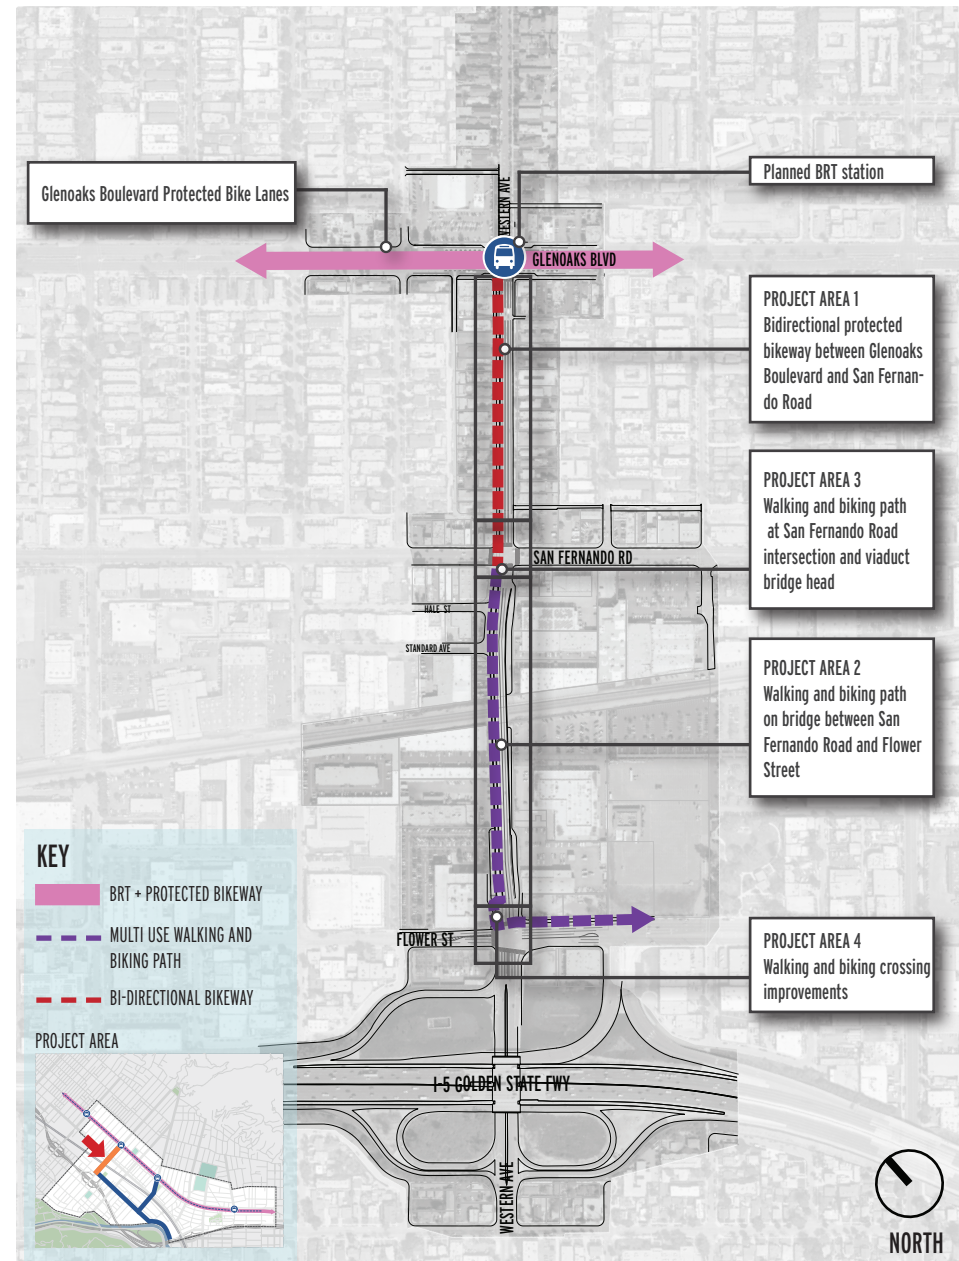 Glenoaks Boulevard Protected Bike Lanes
Planned BRT station
WESTERN AVE
GLENOAKS BLVD
PROJECT AREA 1
Bidirectional protected
bikeway between Glenoaks
Boulevard and San Fernan-
do Road
PROJECT AREA 3
Walking and biking path
at San Fernando Road
intersection and viaduct
bridge head
SAN FERNANDO RD
HALE ST
STANDARD AVE
PROJECT AREA 2
Walking and biking path
on bridge between San
Fernando Road and Flower
Street
KEY
BRT + PROTECTED BIKEWAY
MULTI USE WALKING AND
BIKING PATH
BI-DIRECTIONAL BIKEWAY
FLOWER ST
PROJECT AREA 4
Walking and biking crossing
improvements
PROJECT AREA
I-5 GOLDEN STATE FWY
WESTERN AVE
NORTH